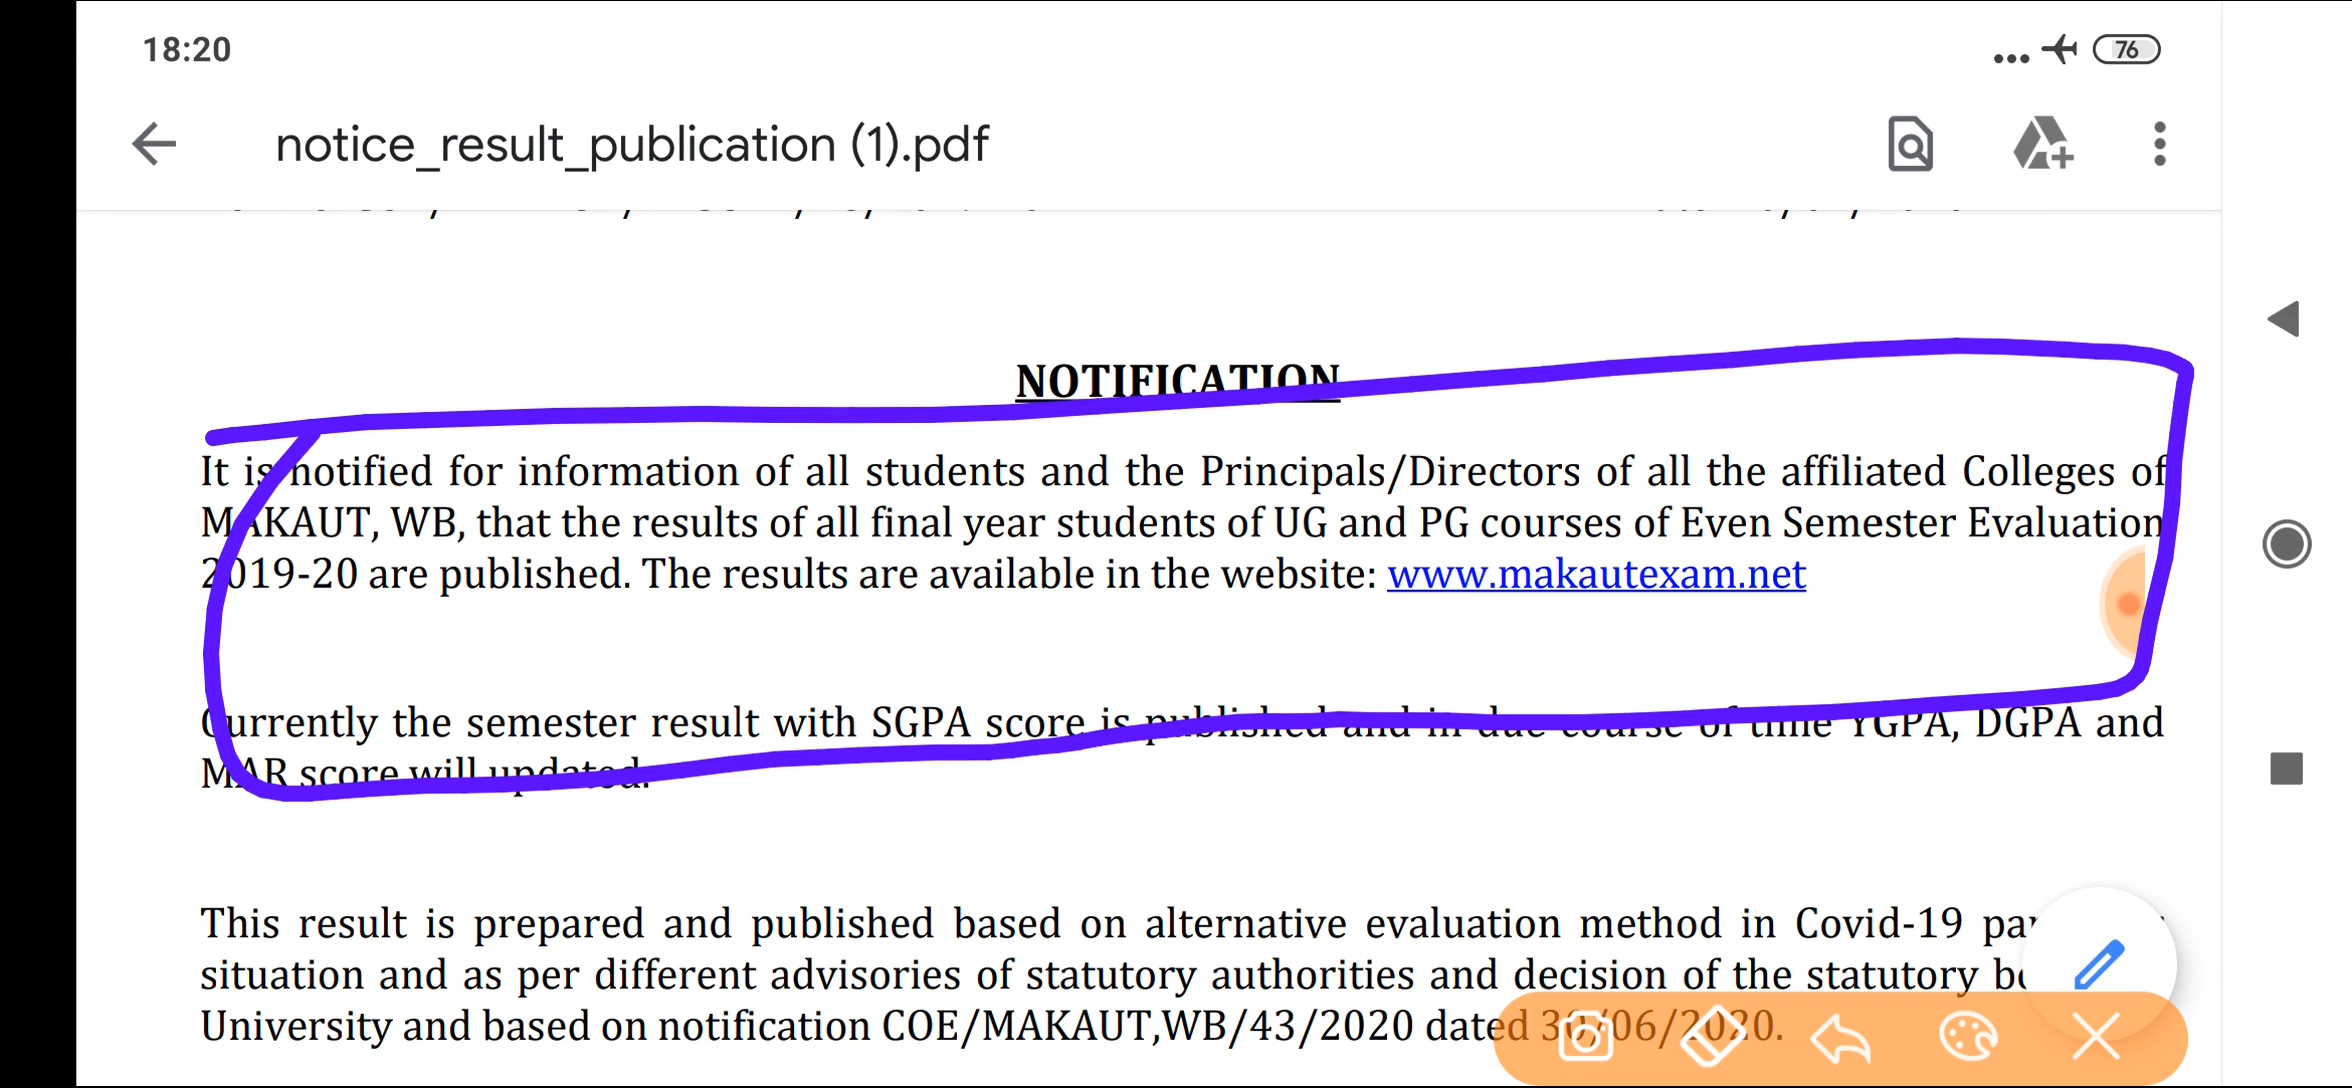 18:20
76
notice_result_publication (1).pdf
NOTIFICATION
It is notified for information of all students and the Principals/Directors of all the affiliated Colleges of
MAKAUT, WB, that the results of all final year students of UG and PG courses of Even Semester Evaluation
2019-20 are published. The results are available in the website: www.makautexam.net
Currently the semester result with SGPA score is published and in due course of time YGPA, DGPA and
MAR score will updated.
This result is prepared and published based on alternative evaluation method in Covid-19
situation and as per different advisories of statutory authorities and decision of the statutory
University and based on notification COE/MAKAUT,WB/43/2020 dated 30/06/2020.